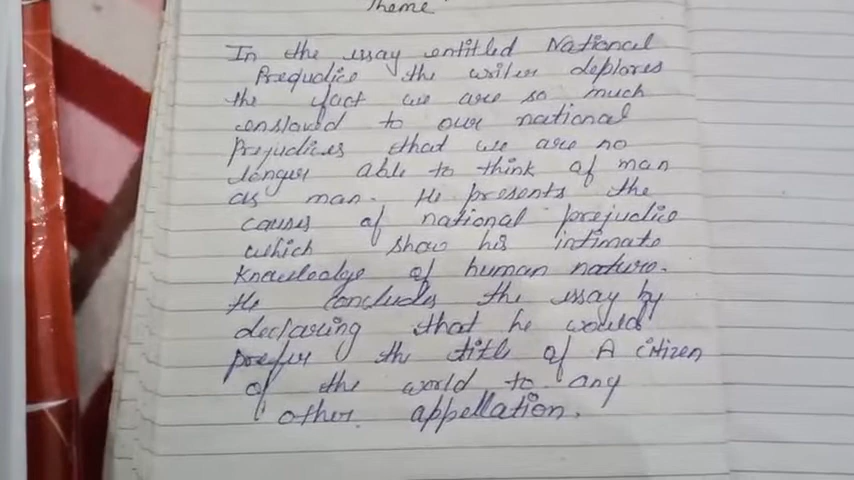 Theme
In the essay entitled National
Prequdice the writer deplores
the fact we are so much
enslaved to our national
Prejudices that we are no
longer able to think of man
as man. He presents the
causes of national prejudice
which show his intimate
knowledge of human nature.
He concludes the essay by
declaring that he would
prefer the title of A citizen
of the world to any
other appellation.